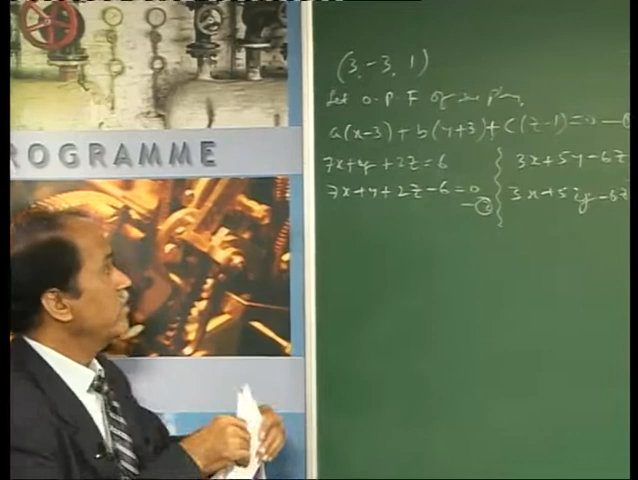 ROGRAMME
(3, -3, 1)
Let o.p.F of the plane
a(x-3)+b(y+3)+c(z-1)=0 —
7x+y+2z=6
3x+5y-6z
7x+y+2z-6=0
—②
3x+5y-6z